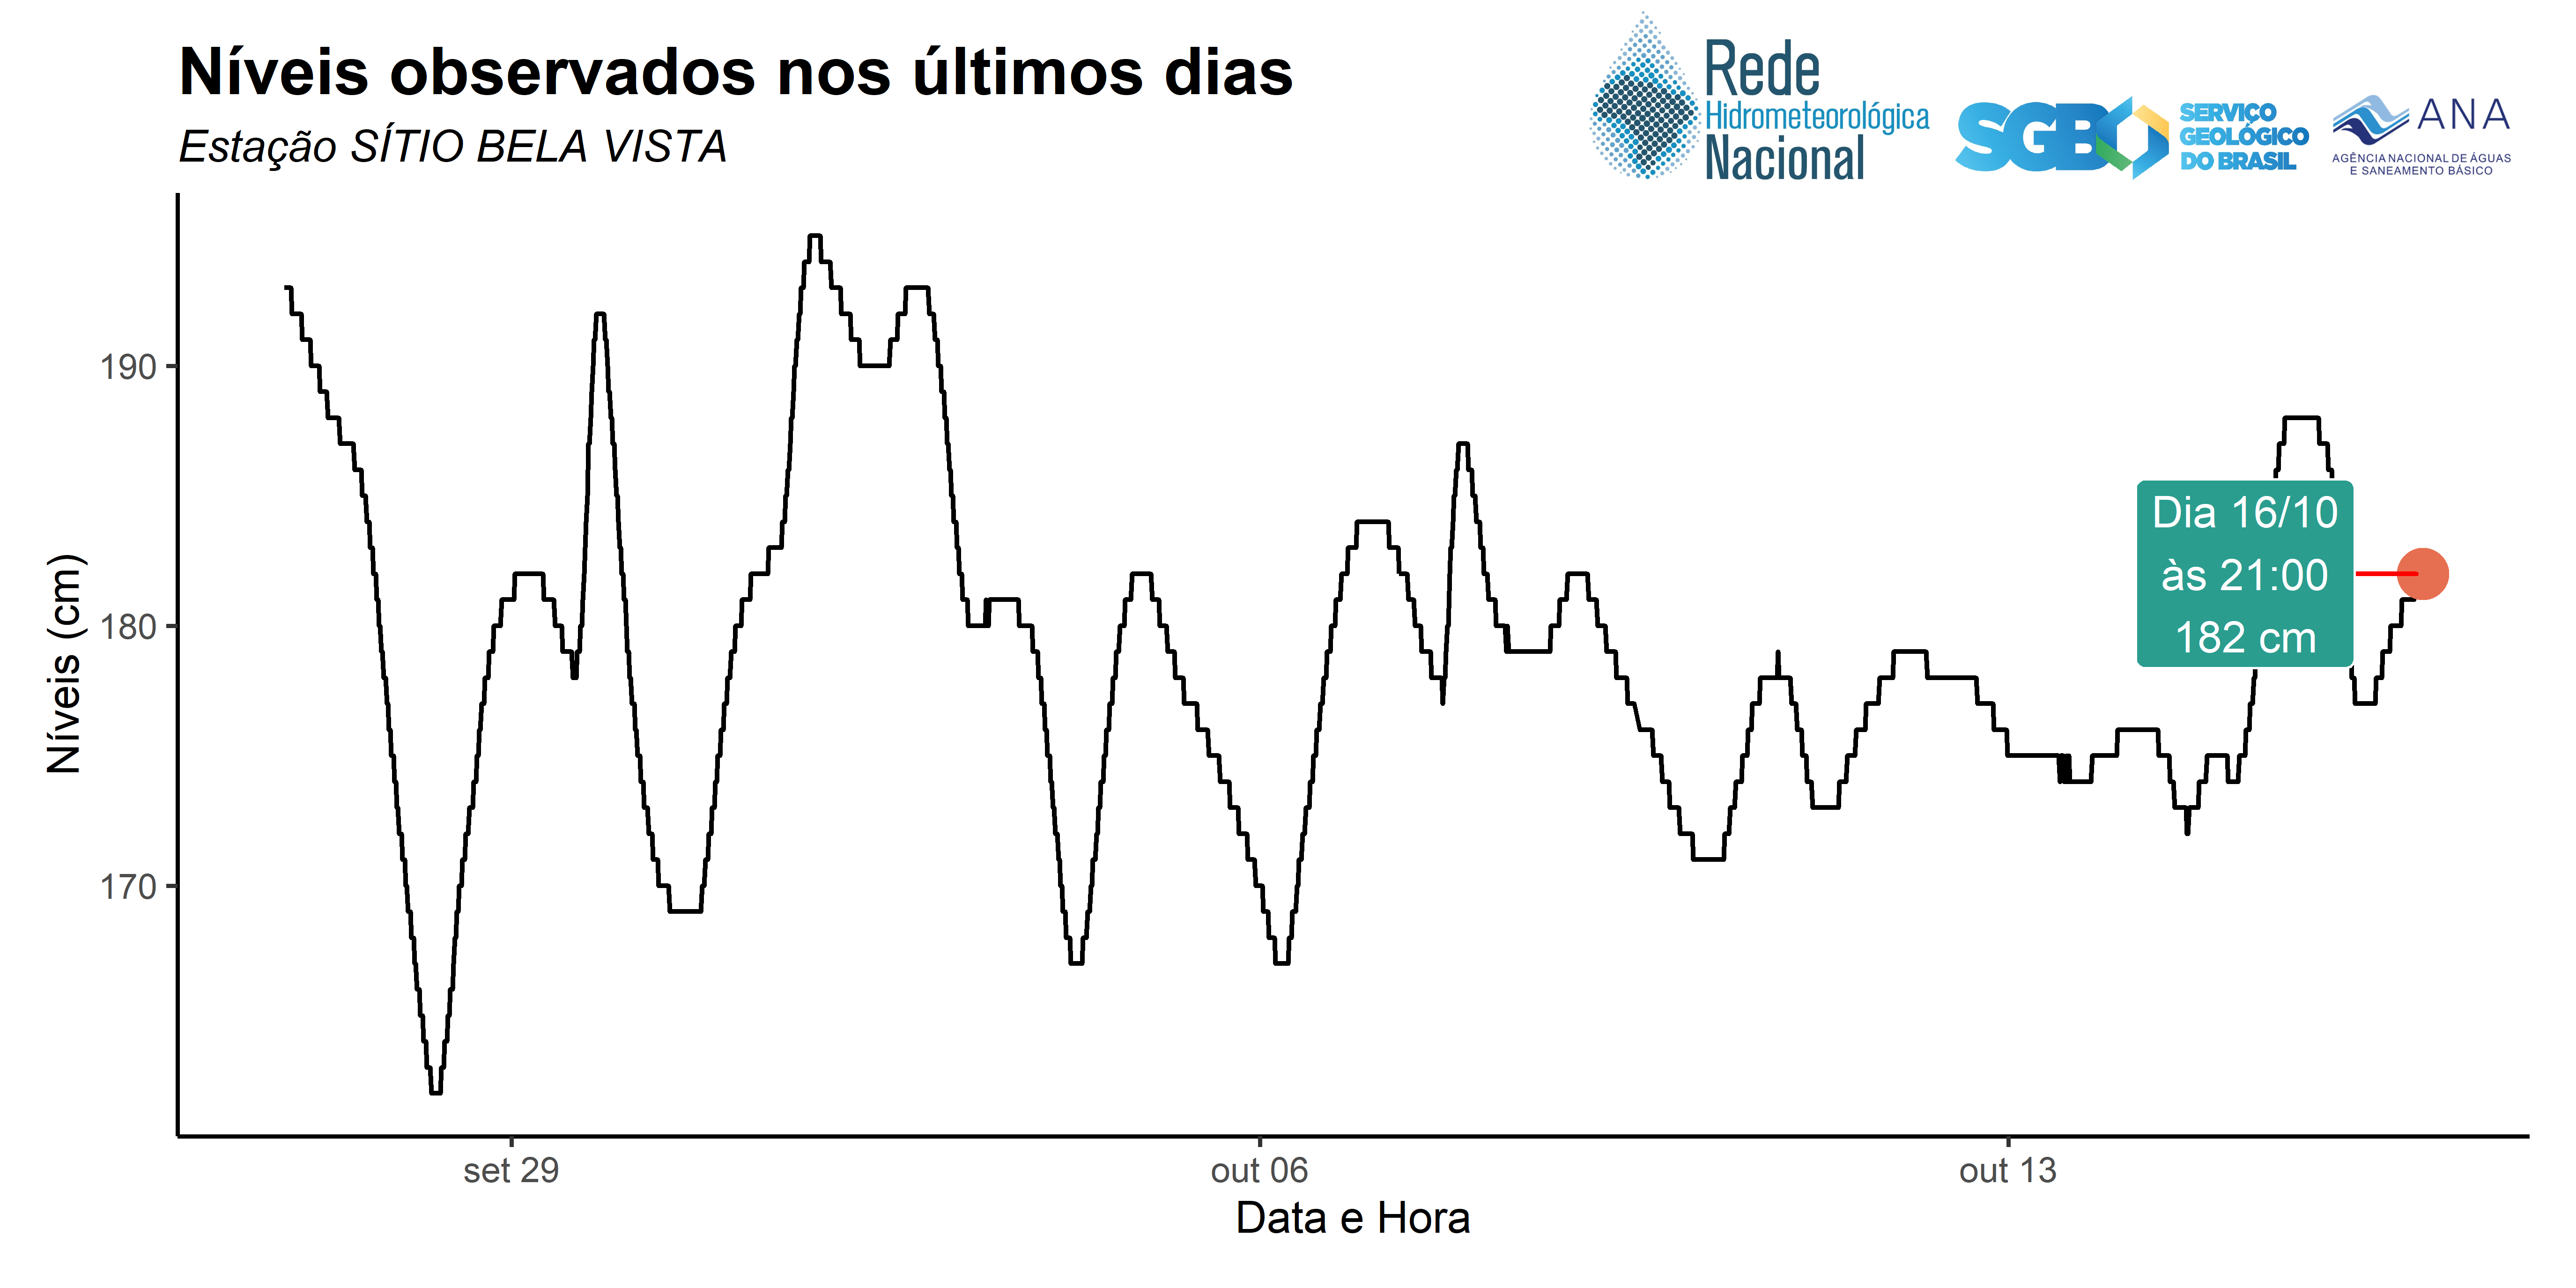 Níveis observados nos últimos dias
Estação SÍTIO BELA VISTA
Rede
Hidrometeorológica
Nacional
SGB
SERVIÇO
GEOLÓGICO
DO BRASIL
ANA
AGÊNCIA NACIONAL DE ÁGUAS
E SANEAMENTO BÁSICO
Níveis (cm)
190
180
170
Dia 16/10
às 21:00
182 cm
set 29
out 06
out 13
Data e Hora